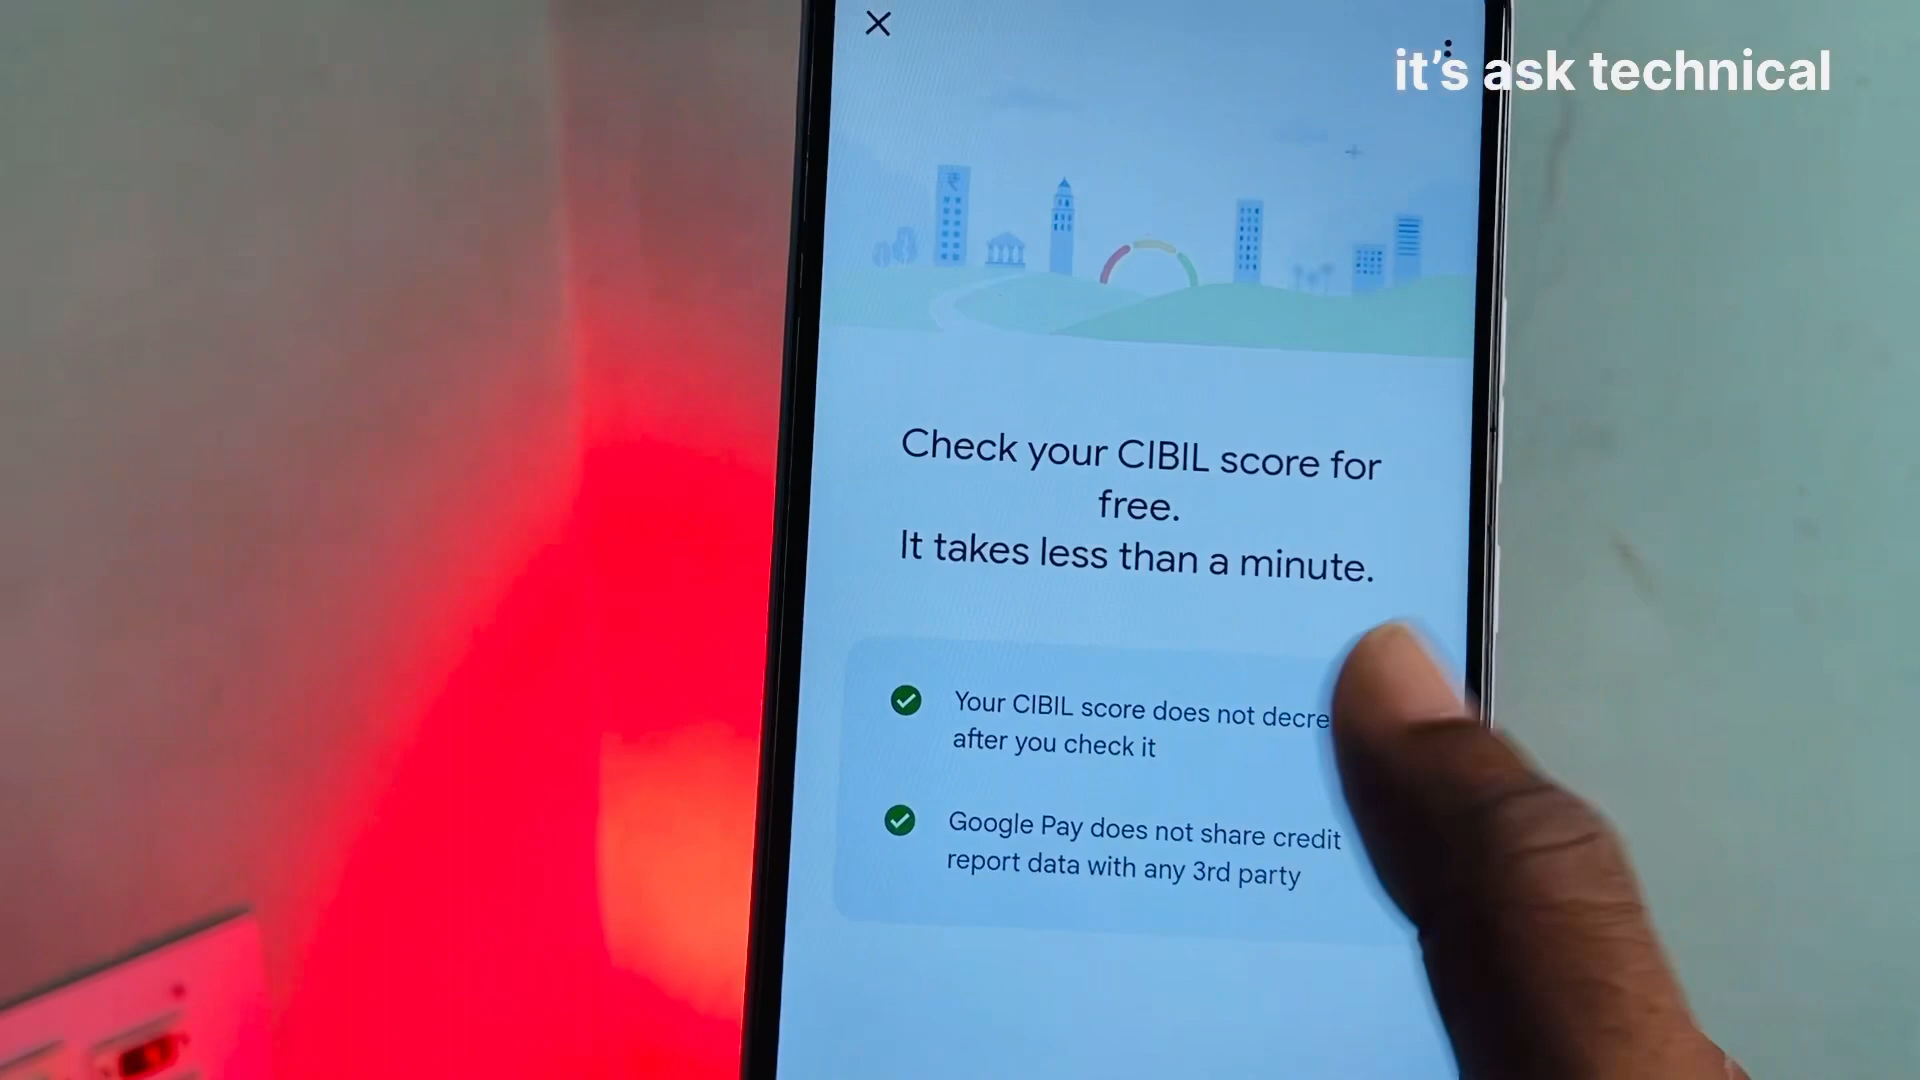 it's ask technical
₹
Check your CIBIL score for
free.
It takes less than a minute.
Your CIBIL score does not decre
after you check it
Google Pay does not share credit
report data with any 3rd party